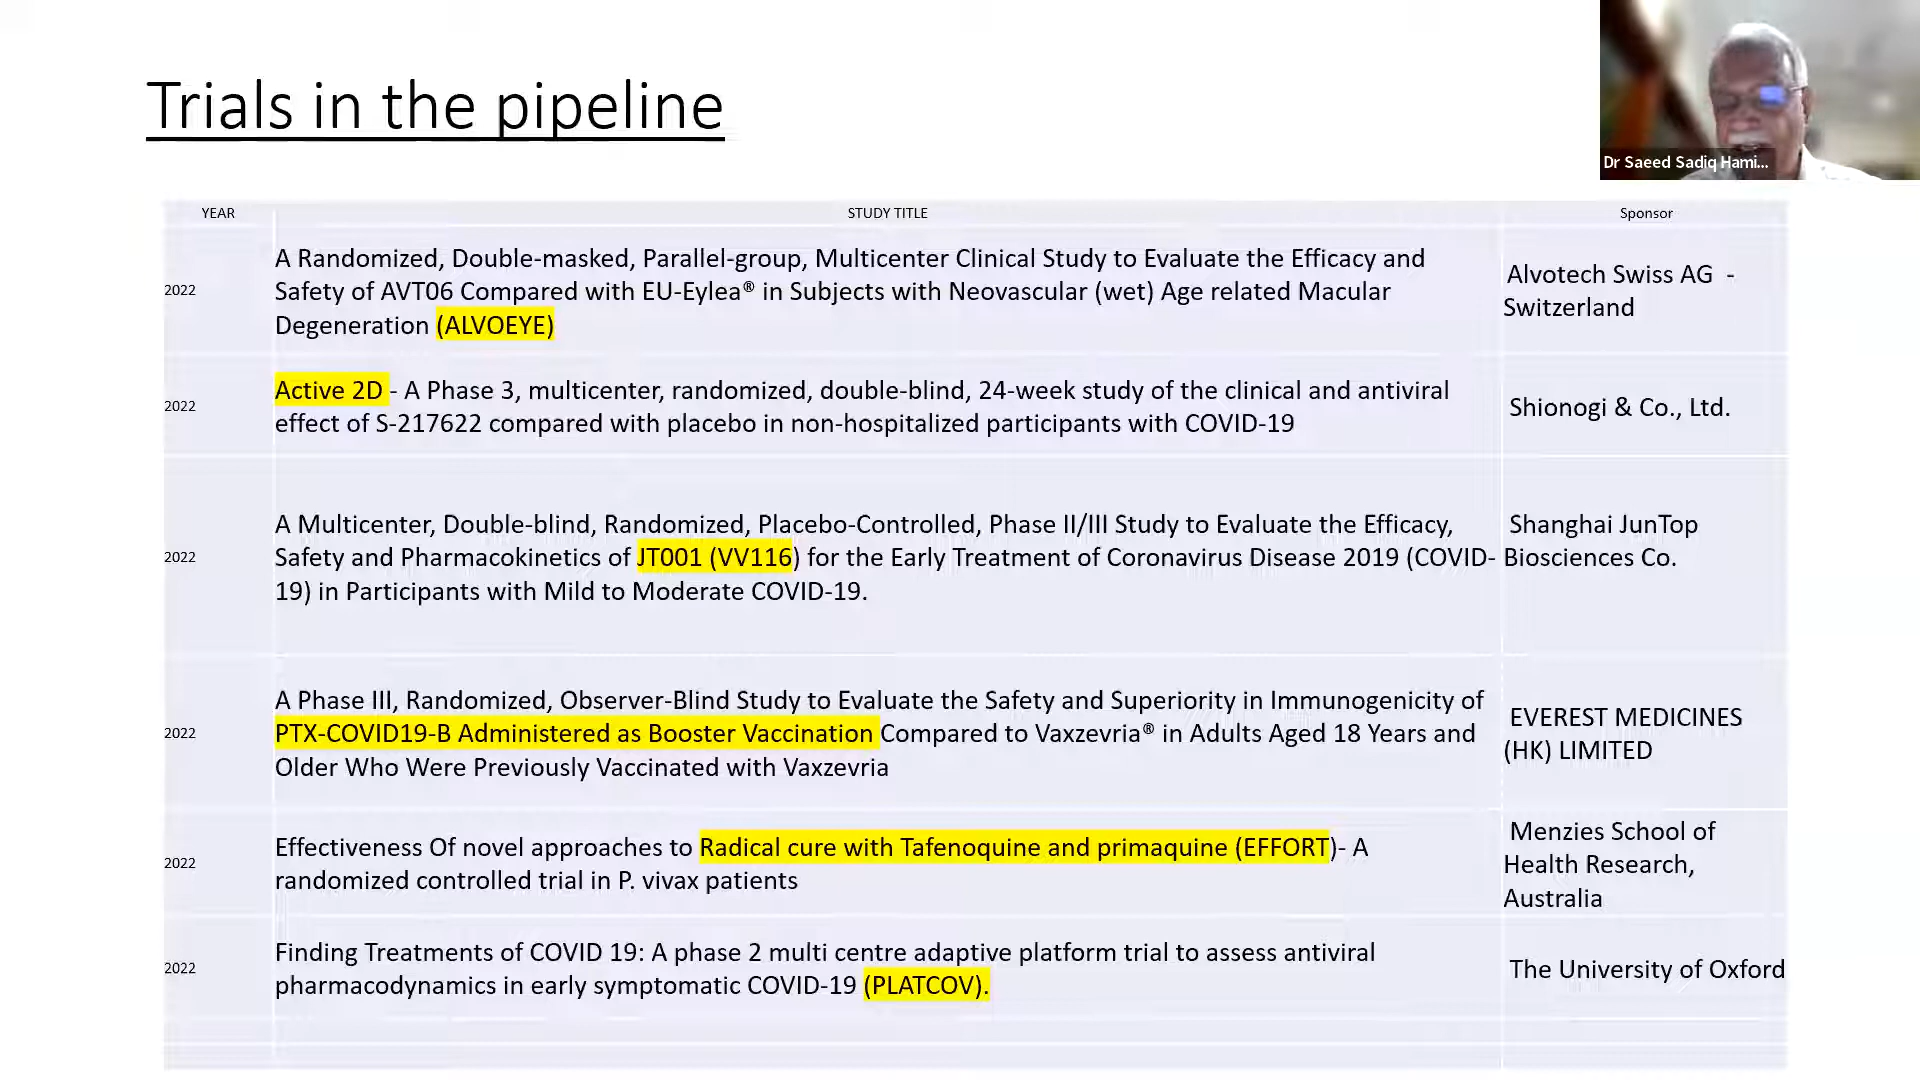 Trials in the pipeline
Dr Saeed Sadiq Hami...
YEAR
STUDY TITLE
Sponsor
2022
A Randomized, Double-masked, Parallel-group, Multicenter Clinical Study to Evaluate the Efficacy and
Safety of AVT06 Compared with EU-Eylea® in Subjects with Neovascular (wet) Age related Macular
Degeneration (ALVOEYE)
Alvotech Swiss AG -
Switzerland
2022
Active 2D - A Phase 3, multicenter, randomized, double-blind, 24-week study of the clinical and antiviral
effect of S-217622 compared with placebo in non-hospitalized participants with COVID-19
Shionogi & Co., Ltd.
2022
A Multicenter, Double-blind, Randomized, Placebo-Controlled, Phase II/III Study to Evaluate the Efficacy,
Safety and Pharmacokinetics of JT001 (VV116) for the Early Treatment of Coronavirus Disease 2019 (COVID-
19) in Participants with Mild to Moderate COVID-19.
Shanghai JunTop
Biosciences Co.
2022
A Phase III, Randomized, Observer-Blind Study to Evaluate the Safety and Superiority in Immunogenicity of
PTX-COVID19-B Administered as Booster Vaccination Compared to Vaxzevria® in Adults Aged 18 Years and
Older Who Were Previously Vaccinated with Vaxzevria
EVEREST MEDICINES
(HK) LIMITED
2022
Effectiveness Of novel approaches to Radical cure with Tafenoquine and primaquine (EFFORT)- A
randomized controlled trial in P. vivax patients
Menzies School of
Health Research,
Australia
2022
Finding Treatments of COVID 19: A phase 2 multi centre adaptive platform trial to assess antiviral
pharmacodynamics in early symptomatic COVID-19 (PLATCOV).
The University of Oxford